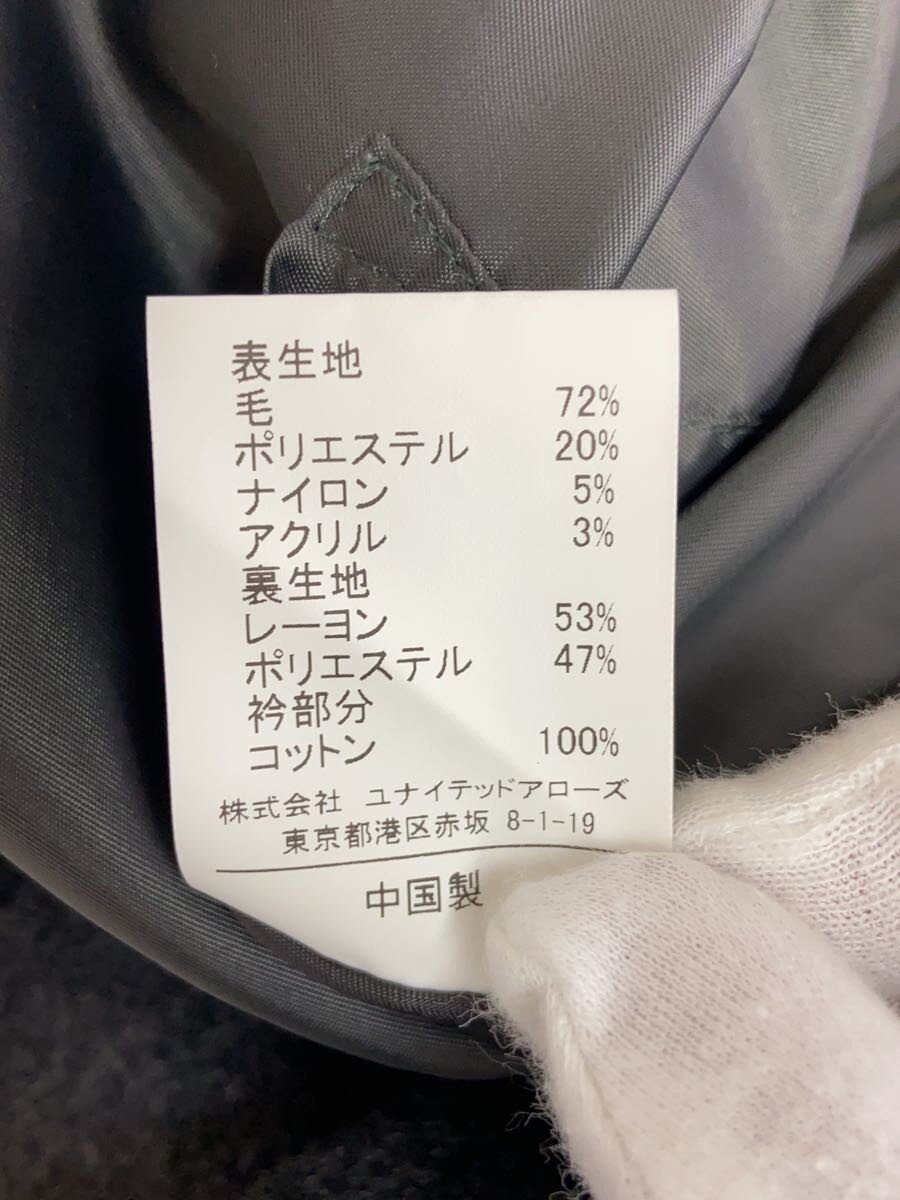 表生地
毛 72%
ポリエステル 20%
ナイロン 5%
アクリル 3%
裏生地
レーヨン 53%
ポリエステル 47%
衿部分
コットン 100%
株式会社 ユナイテッドアローズ
東京都港区赤坂 8-1-19
中国製